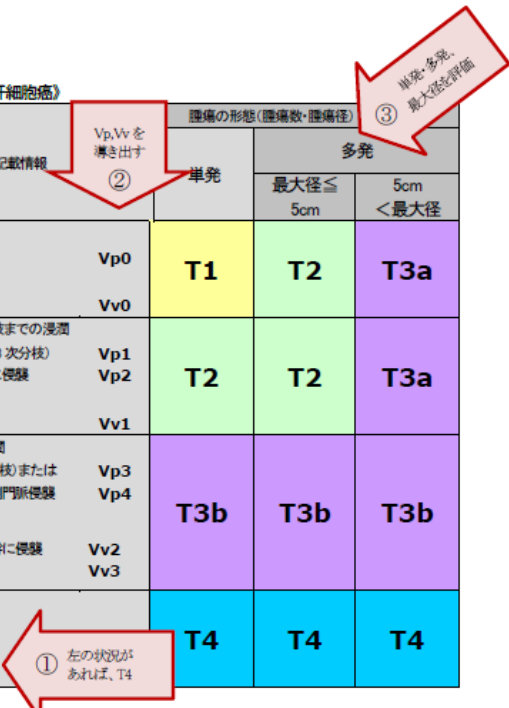 細胞癌》
単発・多発、
最大径を評価
③
腫瘍の形態(腫瘍数・腫瘍径)
Vp,Vvを
導き出す
②
記載情報
単発
多発
最大径≦
5cm
5cm
<最大径
Vp0
Vv0
T1
T2
T3a
までの浸潤
次分枝)
Vp1
侵襲
Vp2
Vv1
T2
T2
T3a
枝)または
Vp3
門脈侵襲
Vp4
に侵襲
Vv2
Vv3
T3b
T3b
T3b
①
左の状況が
あれば、T4
T4
T4
T4